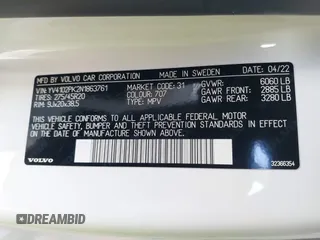 MFD BY VOLVO CAR CORPORATION MADE IN SWEDEN 04/22
VIN: YV4102PK2N1863761 MARKET CODE: 31 GVWR: 6060 LB
TIRES: 275/45R20 COLOUR: 707 GAWR FRONT: 2885 LB
RIM: 9Jx20x38.5 TYPE: MPV GAWR REAR: 3280 LB
THIS VEHICLE CONFORMS TO ALL APPLICABLE FEDERAL MOTOR
VEHICLE SAFETY, BUMPER AND THEFT PREVENTION STANDARDS IN
EFFECT ON THE DATE OF MANUFACTURE SHOWN ABOVE.
VOLVO 32366354
DREAMBID